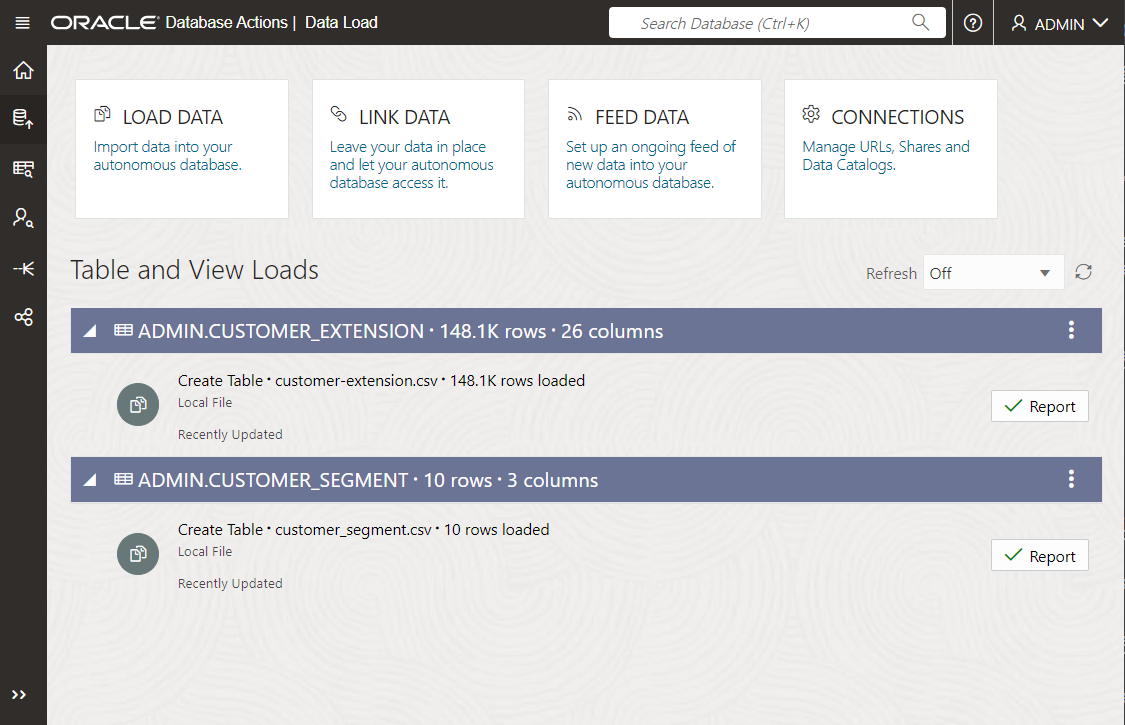 ORACLE® Database Actions | Data Load
Search Database (Ctrl+K)
ADMIN
LOAD DATA
Import data into your
autonomous database.
LINK DATA
Leave your data in place
and let your autonomous
database access it.
FEED DATA
Set up an ongoing feed of
new data into your
autonomous database.
CONNECTIONS
Manage URLs, Shares and
Data Catalogs.
Table and View Loads
Refresh
Off
ADMIN.CUSTOMER_EXTENSION • 148.1K rows • 26 columns
Create Table • customer-extension.csv • 148.1K rows loaded
Local File
Recently Updated
Report
ADMIN.CUSTOMER_SEGMENT • 10 rows • 3 columns
Create Table • customer_segment.csv • 10 rows loaded
Local File
Recently Updated
Report